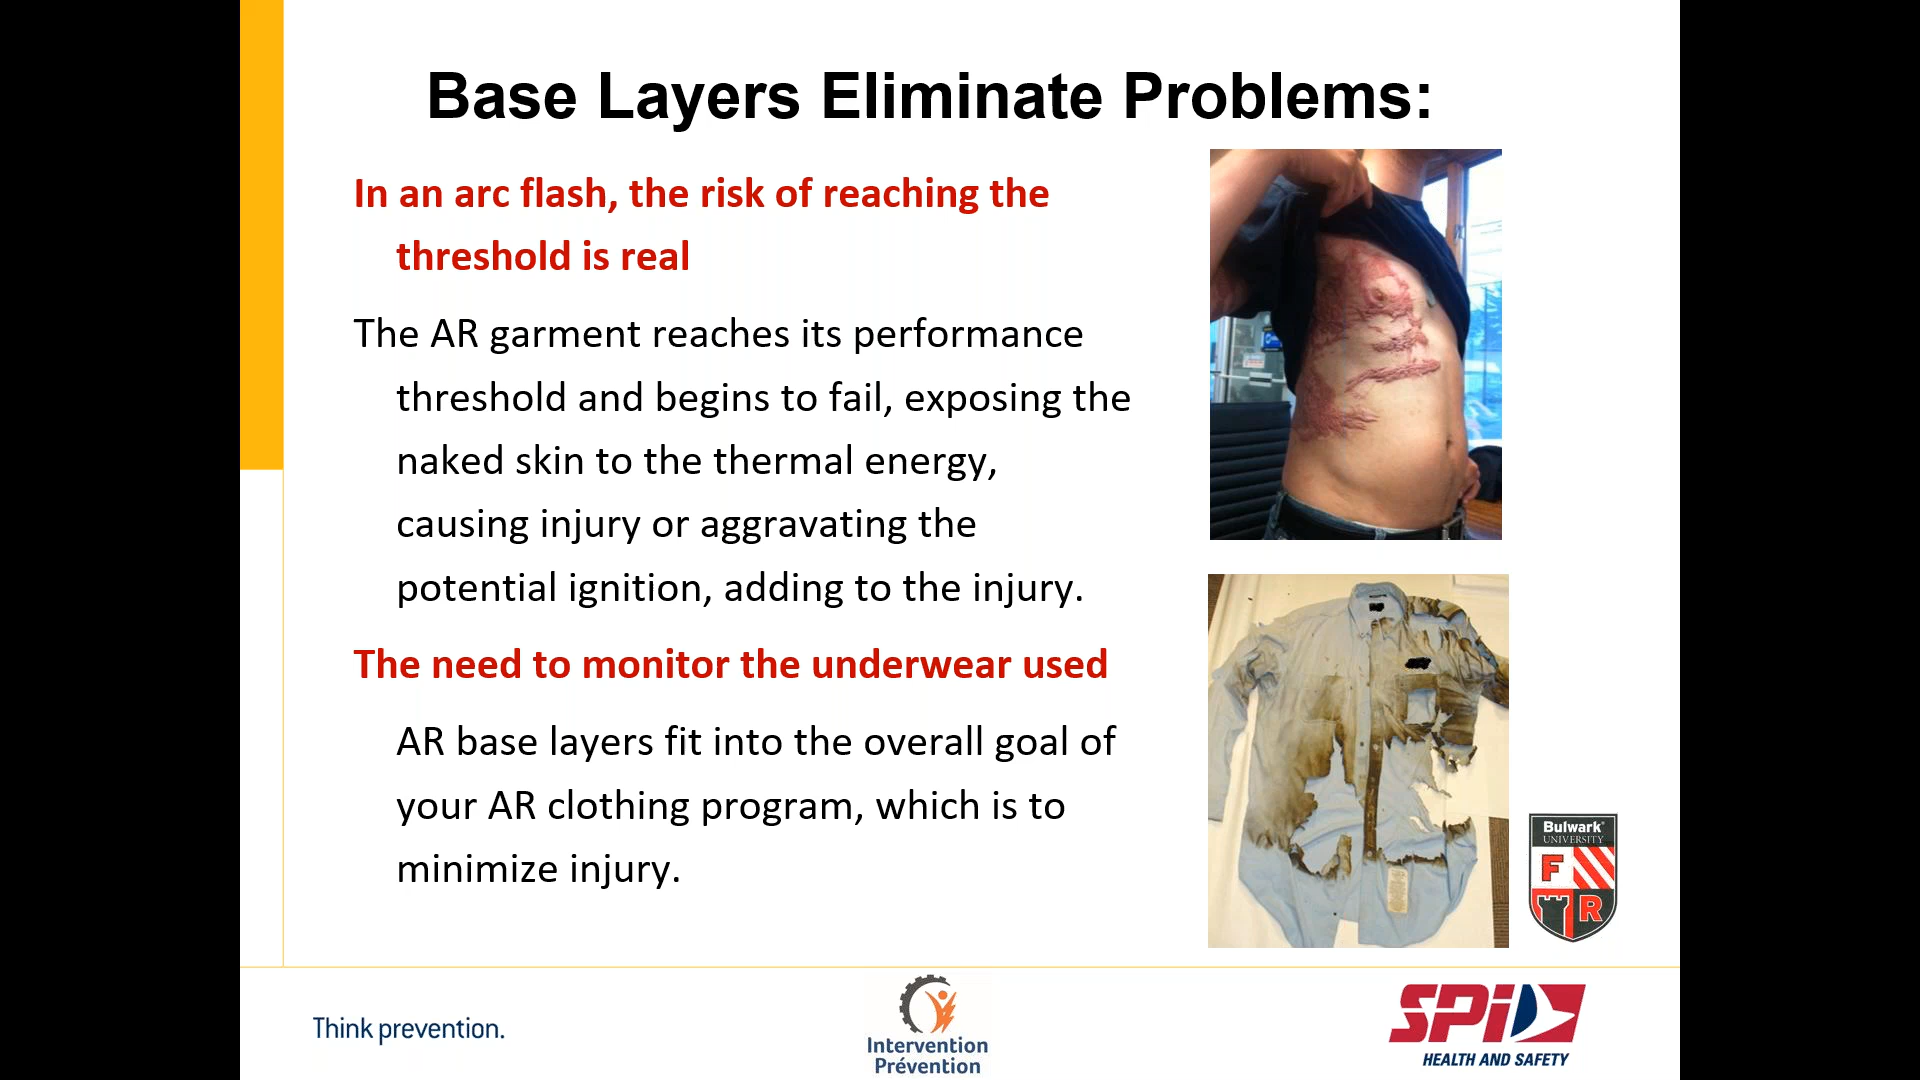 Base Layers Eliminate Problems:
In an arc flash, the risk of reaching the
threshold is real
The AR garment reaches its performance
threshold and begins to fail, exposing the
naked skin to the thermal energy,
causing injury or aggravating the
potential ignition, adding to the injury.
The need to monitor the underwear used
AR base layers fit into the overall goal of
your AR clothing program, which is to
minimize injury.
Bulwark®
UNIVERSITY
F
R
Think prevention.
Intervention
Prévention
SPi
HEALTH AND SAFETY